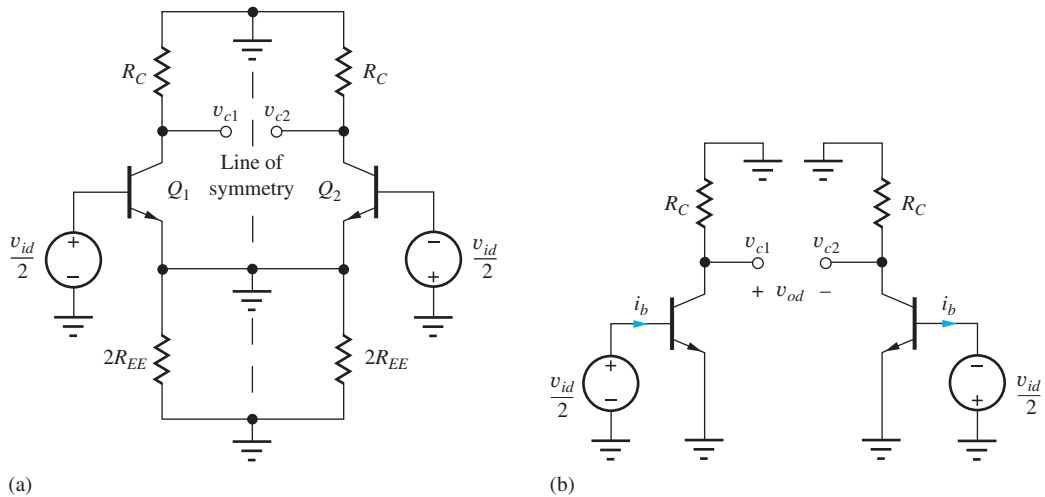 R_C
R_C
v_c1
v_c2
Line of
symmetry
Q_1
Q_2
v_id
2
+
−
−
+
v_id
2
2R_EE
2R_EE
(a)
R_C
R_C
v_c1
v_c2
+ v_od −
i_b
i_b
v_id
2
+
−
−
+
v_id
2
(b)